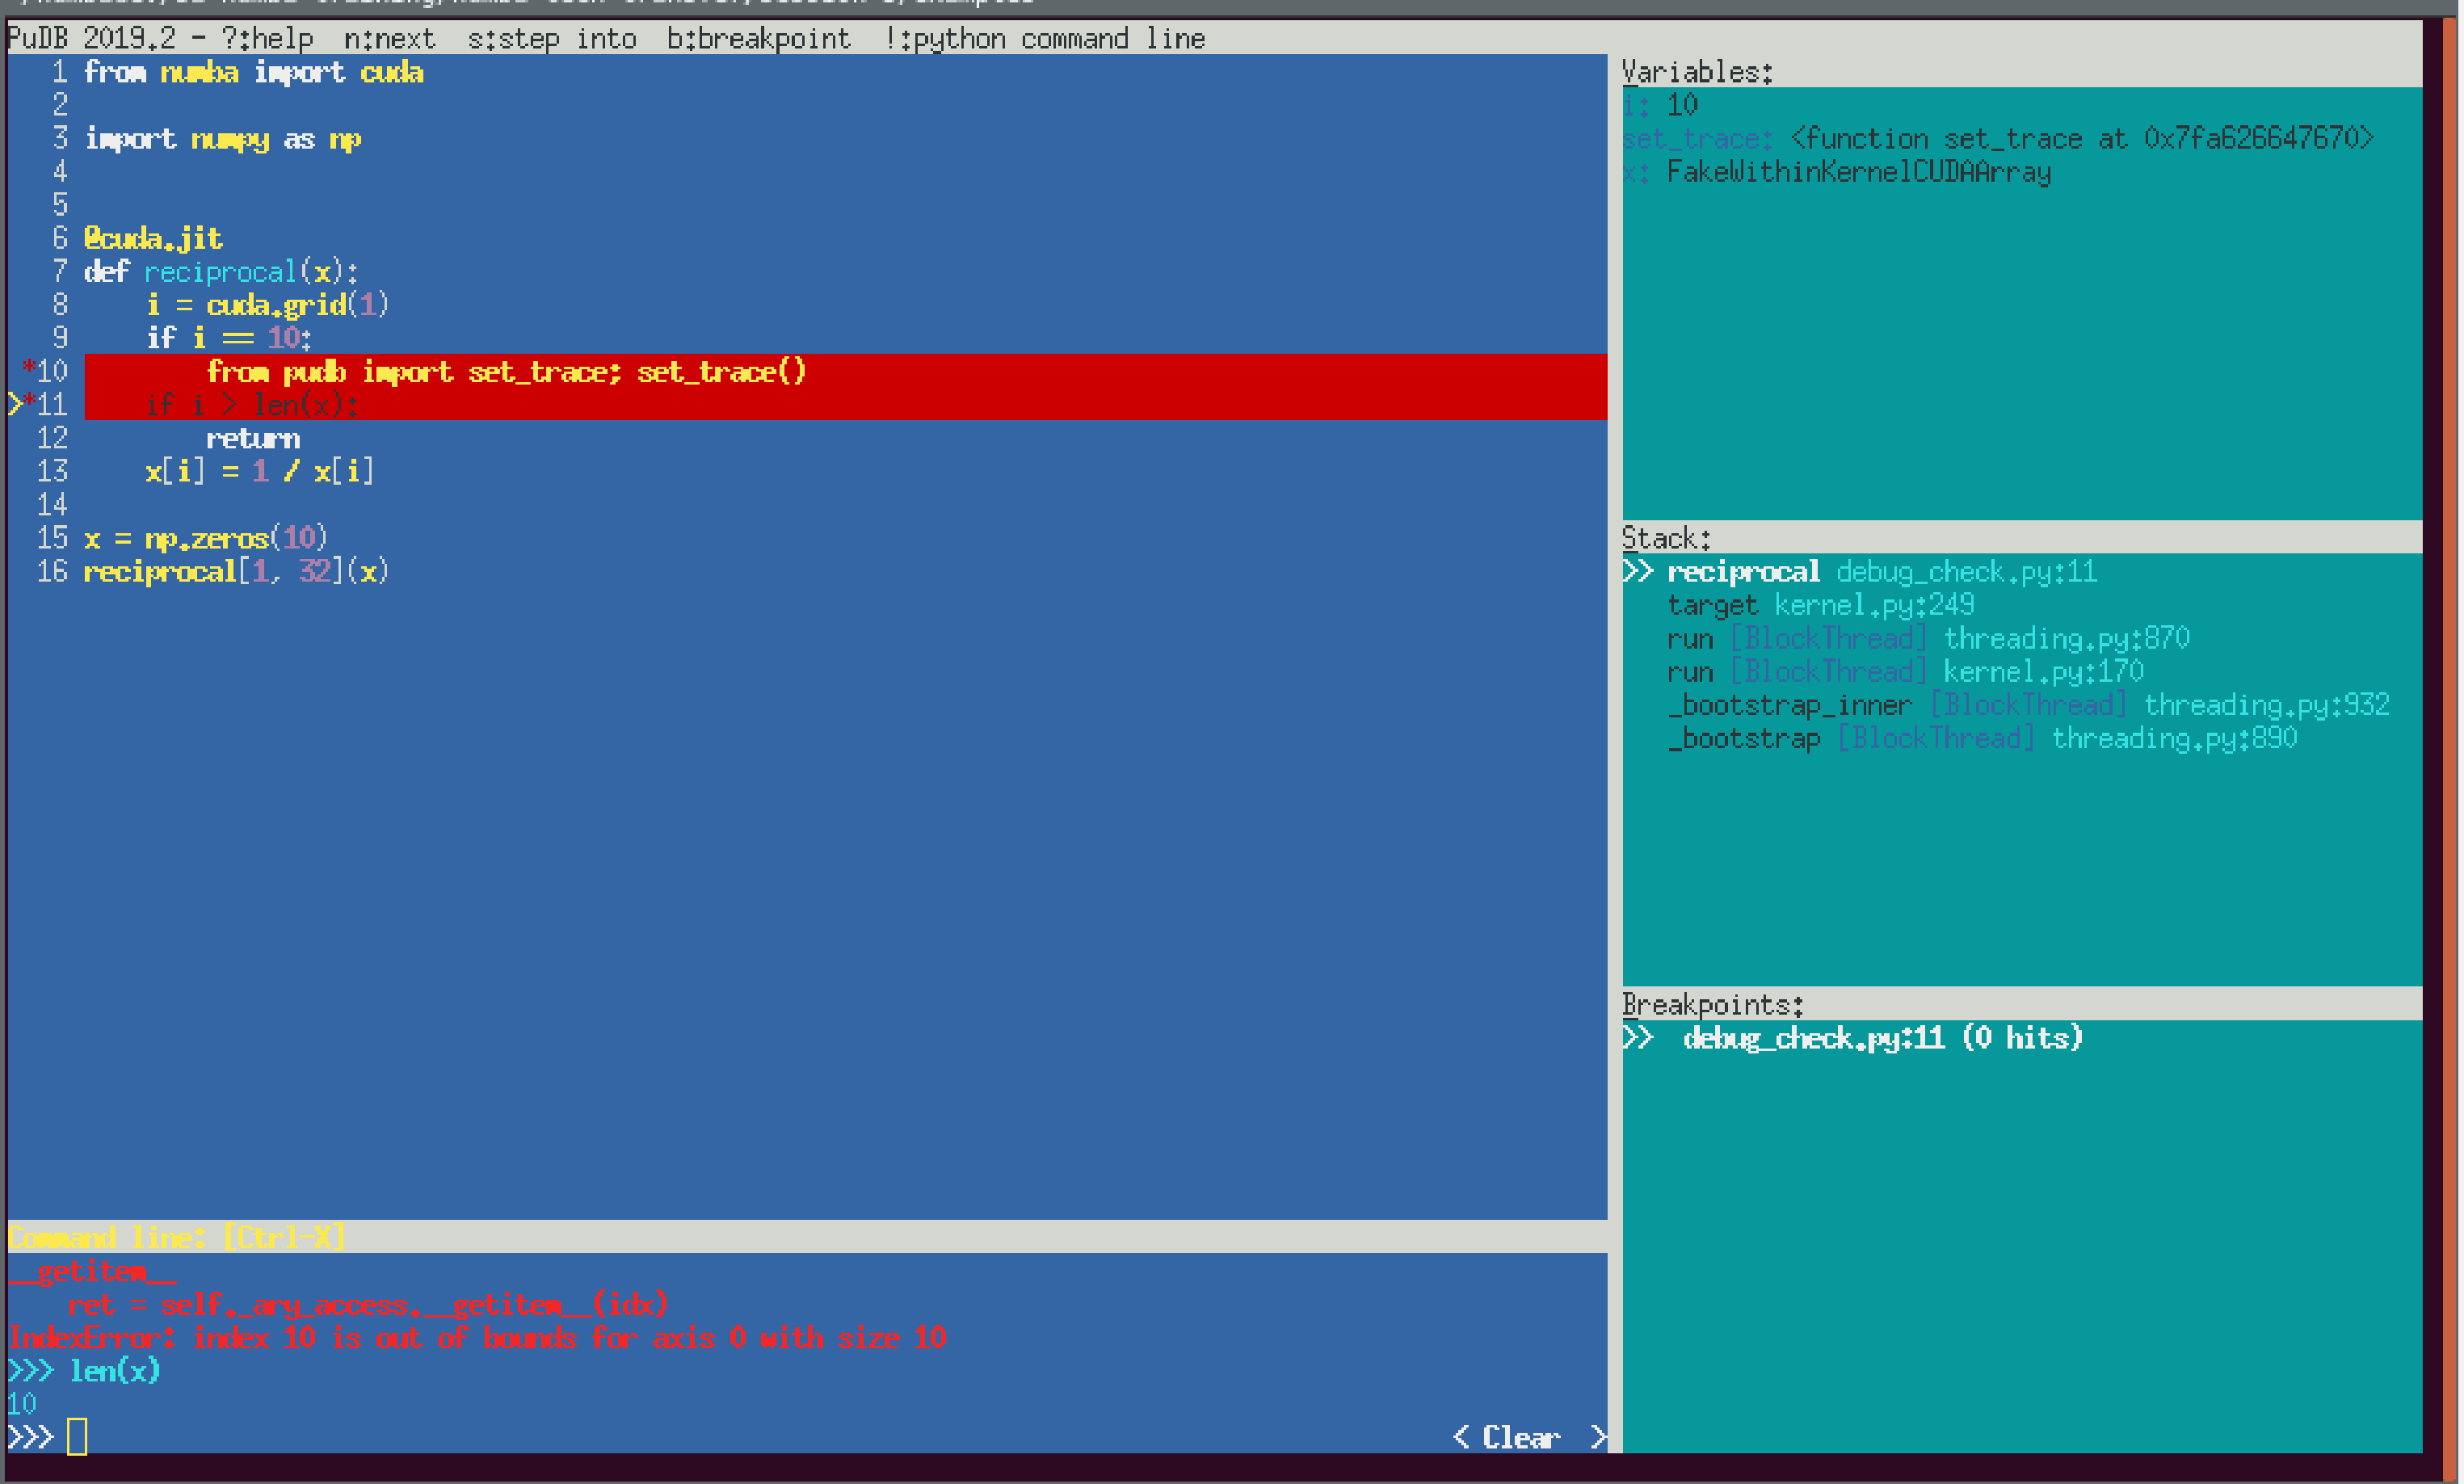 PuDB 2019.2 - ?:help  n:next  s:step into  b:breakpoint  !:python command line
1 from numba import cuda
2
3 import numpy as np
4
5
6 @cuda.jit
7 def reciprocal(x):
8     i = cuda.grid(1)
9     if i == 10:
*10         from pudb import set_trace; set_trace()
>*11     if i > len(x):
12         return
13     x[i] = 1 / x[i]
14
15 x = np.zeros(10)
16 reciprocal[1, 32](x)
Command line: [Ctrl-X]
__getitem__
    ret = self._ary_access.__getitem__(idx)
IndexError: index 10 is out of bounds for axis 0 with size 10
>>> len(x)
10
>>>
< Clear >
Variables:
i: 10
set_trace: <function set_trace at 0x7fa626647670>
x: FakeWithinKernelCUDAArray
Stack:
>> reciprocal debug_check.py:11
target kernel.py:249
run [BlockThread] threading.py:870
run [BlockThread] kernel.py:170
_bootstrap_inner [BlockThread] threading.py:932
_bootstrap [BlockThread] threading.py:890
Breakpoints:
>> debug_check.py:11 (0 hits)